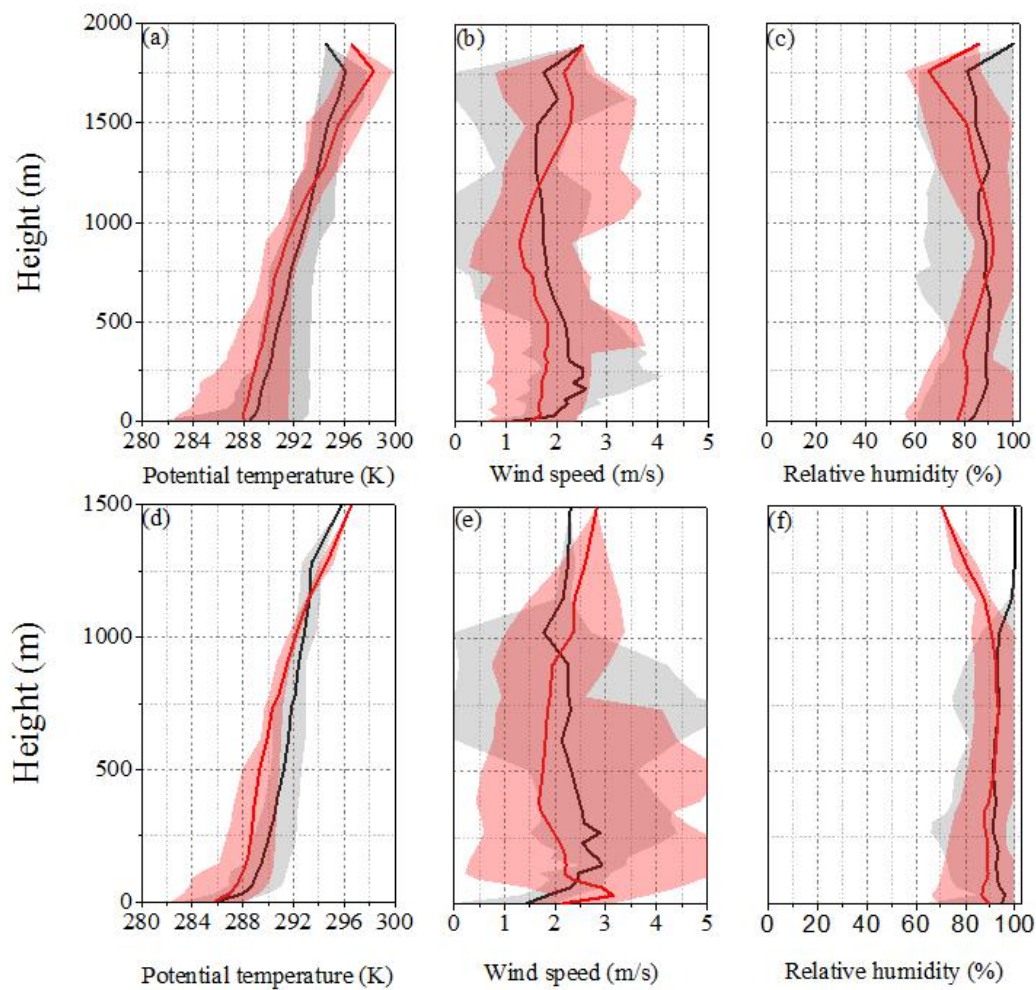 (a) (b) (c)
2000
1500
1000
500
0
Height (m)
280 284 288 292 296 300
0 1 2 3 4 5
0 20 40 60 80 100
Potential temperature (K) Wind speed (m/s) Relative humidity (%)
(d) (e) (f)
1500
1000
500
0
Height (m)
280 284 288 292 296 300
0 1 2 3 4 5
0 20 40 60 80 100
Potential temperature (K) Wind speed (m/s) Relative humidity (%)